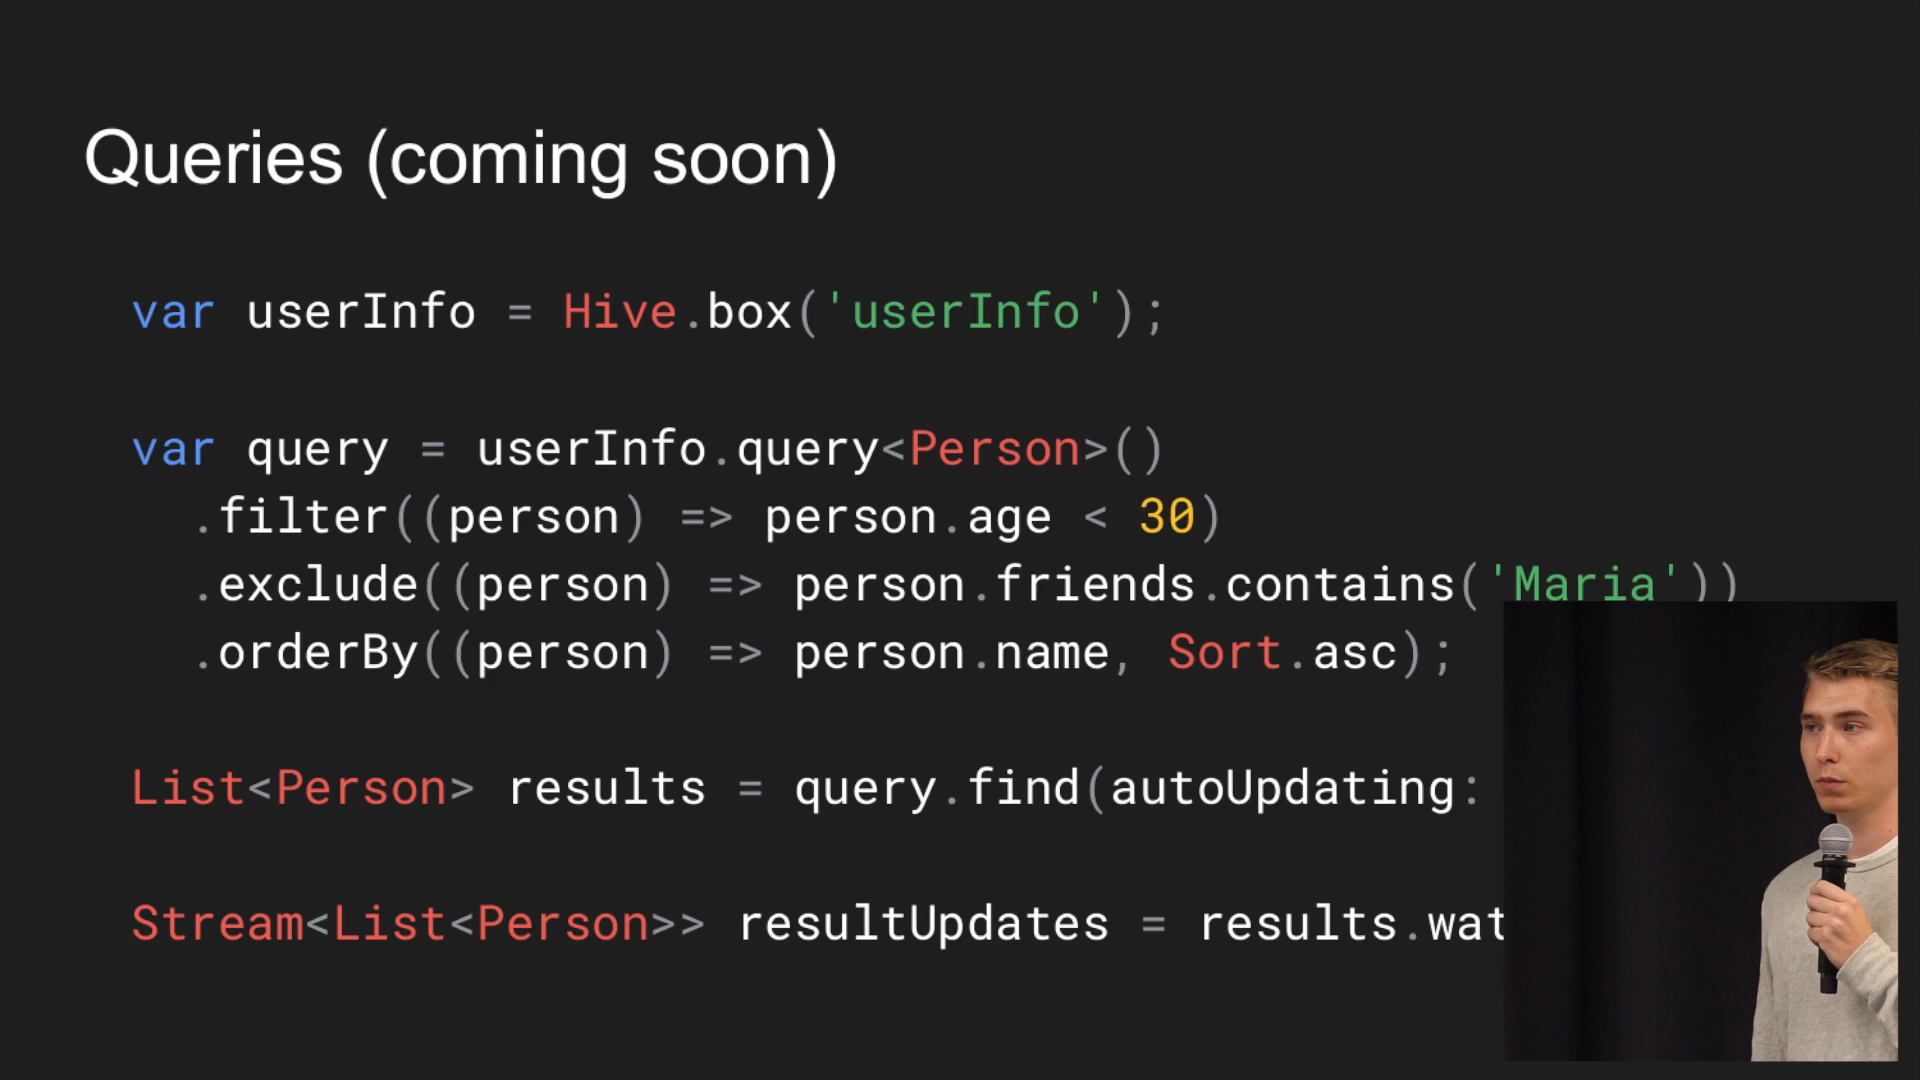 Queries (coming soon)
var userInfo = Hive.box('userInfo');
var query = userInfo.query<Person>()
.filter((person) => person.age < 30)
.exclude((person) => person.friends.contains('Maria'))
.orderBy((person) => person.name, Sort.asc);
List<Person> results = query.find(autoUpdating:
Stream<List<Person>> resultUpdates = results.wat